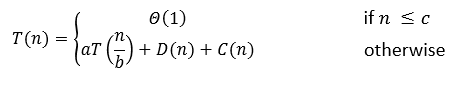 T(n) = { Θ(1) if n ≤ c
aT(n/b) + D(n) + C(n) otherwise